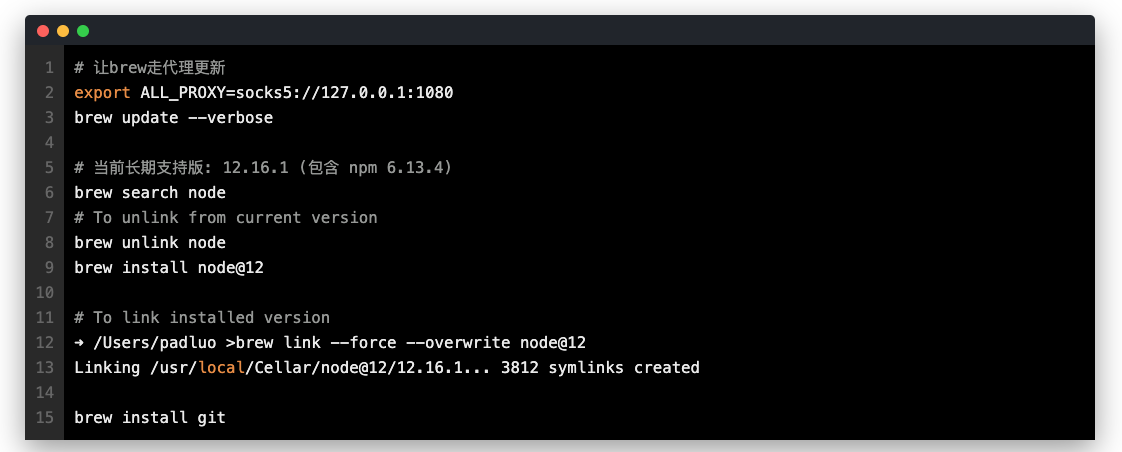 1 # 让brew走代理更新
2 export ALL_PROXY=socks5://127.0.0.1:1080
3 brew update --verbose
4
5 # 当前长期支持版: 12.16.1 (包含 npm 6.13.4)
6 brew search node
7 # To unlink from current version
8 brew unlink node
9 brew install node@12
10
11 # To link installed version
12 ➜ /Users/padluo >brew link --force --overwrite node@12
13 Linking /usr/local/Cellar/node@12/12.16.1... 3812 symlinks created
14
15 brew install git